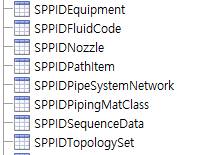 SPPIDEquipment
SPPIDFluidCode
SPPIDNozzle
SPPIDPathItem
SPPIDPipeSystemNetwork
SPPIDPipingMatClass
SPPIDSequenceData
SPPIDTopologySet